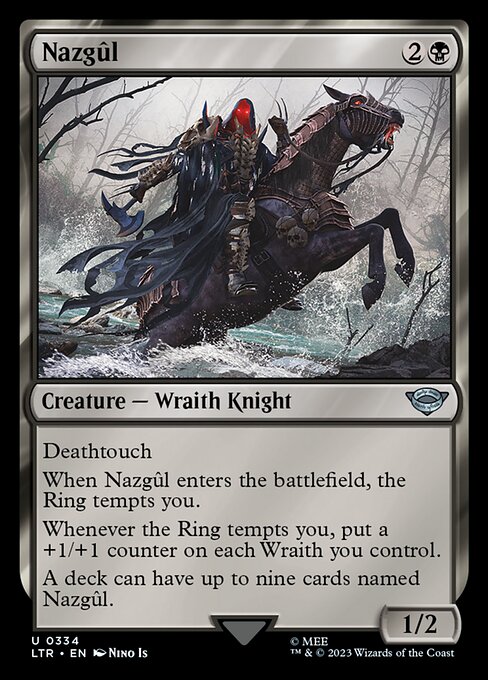 Nazgûl 2
Creature — Wraith Knight
Deathtouch
When Nazgûl enters the battlefield, the
Ring tempts you.
Whenever the Ring tempts you, put a
+1/+1 counter on each Wraith you control.
A deck can have up to nine cards named
Nazgûl.
1/2
U 0334
LTR • EN Nino Is
© MEE
™ & © 2023 Wizards of the Coast